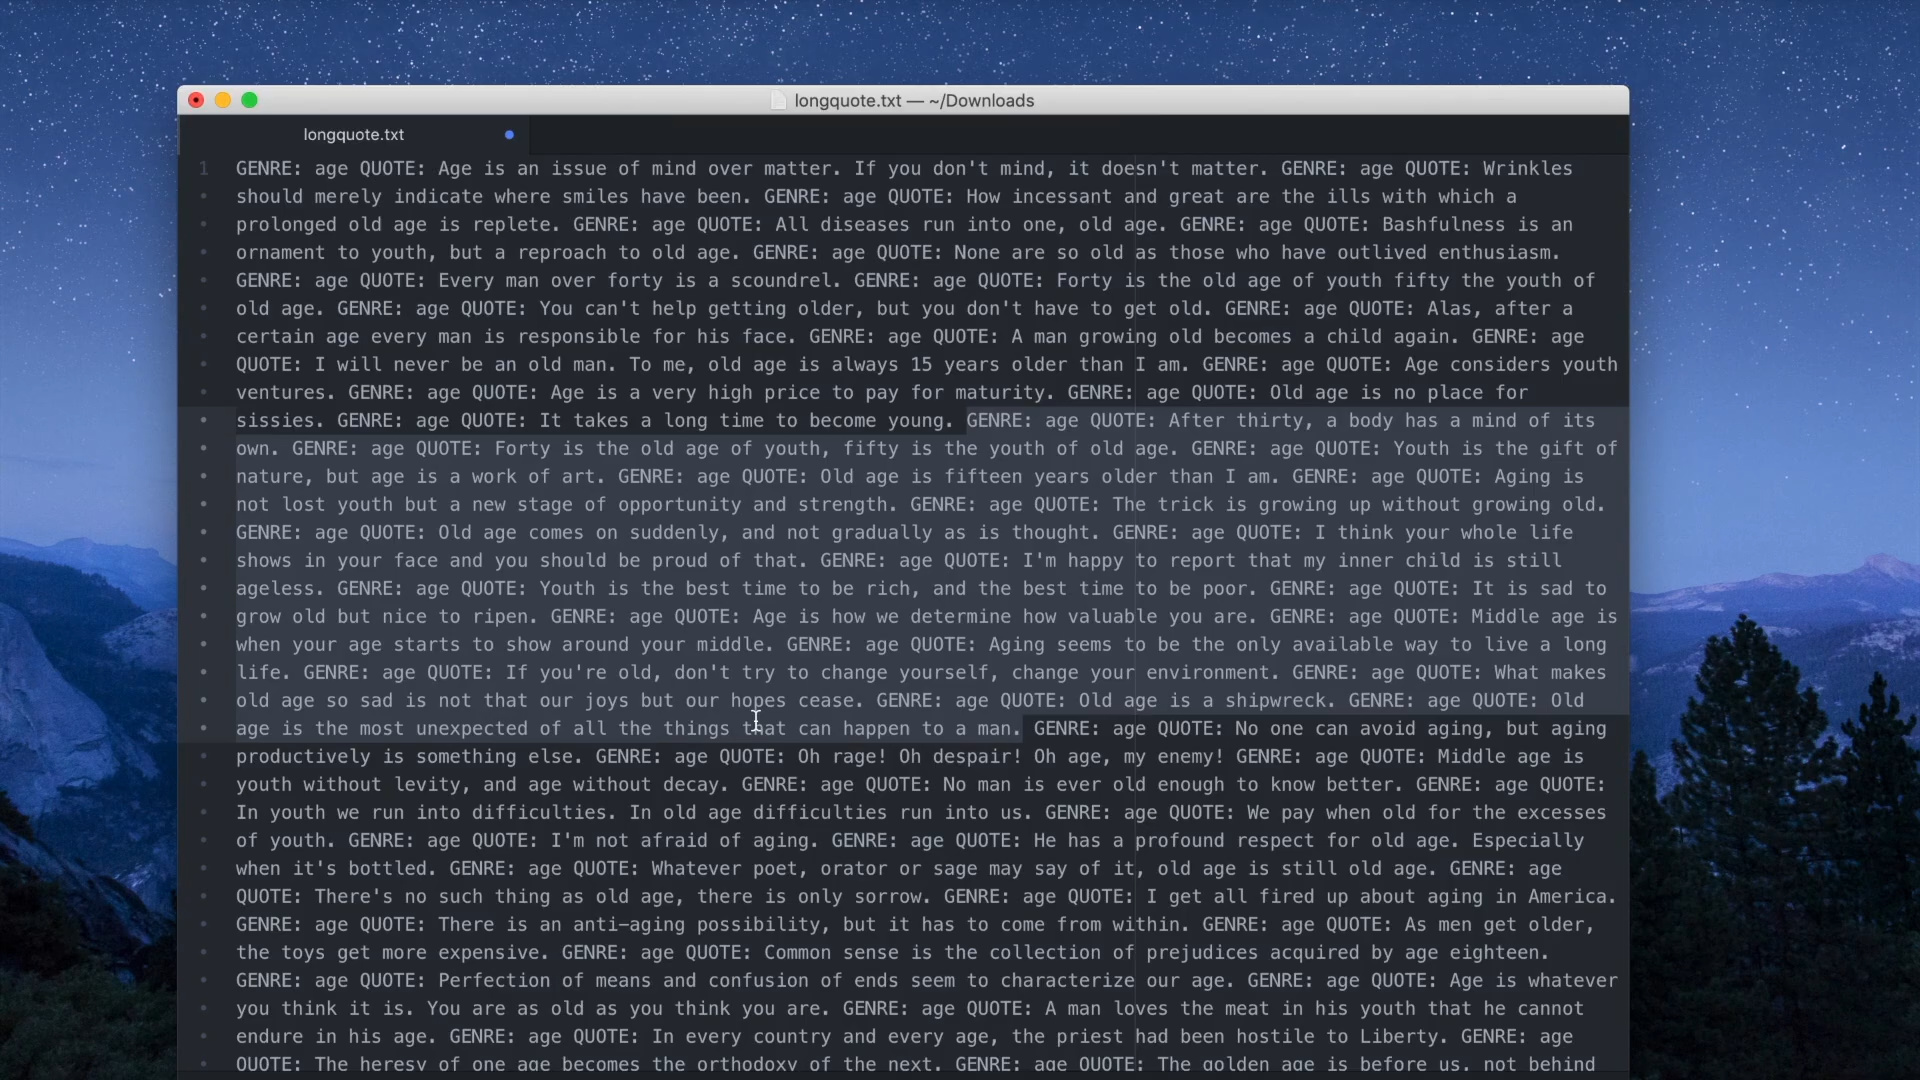 longquote.txt — ~/Downloads
longquote.txt
1 GENRE: age QUOTE: Age is an issue of mind over matter. If you don't mind, it doesn't matter. GENRE: age QUOTE: Wrinkles
should merely indicate where smiles have been. GENRE: age QUOTE: How incessant and great are the ills with which a
prolonged old age is replete. GENRE: age QUOTE: All diseases run into one, old age. GENRE: age QUOTE: Bashfulness is an
ornament to youth, but a reproach to old age. GENRE: age QUOTE: None are so old as those who have outlived enthusiasm.
GENRE: age QUOTE: Every man over forty is a scoundrel. GENRE: age QUOTE: Forty is the old age of youth fifty the youth of
old age. GENRE: age QUOTE: You can't help getting older, but you don't have to get old. GENRE: age QUOTE: Alas, after a
certain age every man is responsible for his face. GENRE: age QUOTE: A man growing old becomes a child again. GENRE: age
QUOTE: I will never be an old man. To me, old age is always 15 years older than I am. GENRE: age QUOTE: Age considers youth
ventures. GENRE: age QUOTE: Age is a very high price to pay for maturity. GENRE: age QUOTE: Old age is no place for
sissies. GENRE: age QUOTE: It takes a long time to become young. GENRE: age QUOTE: After thirty, a body has a mind of its
own. GENRE: age QUOTE: Forty is the old age of youth, fifty is the youth of old age. GENRE: age QUOTE: Youth is the gift of
nature, but age is a work of art. GENRE: age QUOTE: Old age is fifteen years older than I am. GENRE: age QUOTE: Aging is
not lost youth but a new stage of opportunity and strength. GENRE: age QUOTE: The trick is growing up without growing old.
GENRE: age QUOTE: Old age comes on suddenly, and not gradually as is thought. GENRE: age QUOTE: I think your whole life
shows in your face and you should be proud of that. GENRE: age QUOTE: I'm happy to report that my inner child is still
ageless. GENRE: age QUOTE: Youth is the best time to be rich, and the best time to be poor. GENRE: age QUOTE: It is sad to
grow old but nice to ripen. GENRE: age QUOTE: Age is how we determine how valuable you are. GENRE: age QUOTE: Middle age is
when your age starts to show around your middle. GENRE: age QUOTE: Aging seems to be the only available way to live a long
life. GENRE: age QUOTE: If you're old, don't try to change yourself, change your environment. GENRE: age QUOTE: What makes
old age so sad is not that our joys but our hopes cease. GENRE: age QUOTE: Old age is a shipwreck. GENRE: age QUOTE: Old
age is the most unexpected of all the things that can happen to a man. GENRE: age QUOTE: No one can avoid aging, but aging
productively is something else. GENRE: age QUOTE: Oh rage! Oh despair! Oh age, my enemy! GENRE: age QUOTE: Middle age is
youth without levity, and age without decay. GENRE: age QUOTE: No man is ever old enough to know better. GENRE: age QUOTE:
In youth we run into difficulties. In old age difficulties run into us. GENRE: age QUOTE: We pay when old for the excesses
of youth. GENRE: age QUOTE: I'm not afraid of aging. GENRE: age QUOTE: He has a profound respect for old age. Especially
when it's bottled. GENRE: age QUOTE: Whatever poet, orator or sage may say of it, old age is still old age. GENRE: age
QUOTE: There's no such thing as old age, there is only sorrow. GENRE: age QUOTE: I get all fired up about aging in America.
GENRE: age QUOTE: There is an anti-aging possibility, but it has to come from within. GENRE: age QUOTE: As men get older,
the toys get more expensive. GENRE: age QUOTE: Common sense is the collection of prejudices acquired by age eighteen.
GENRE: age QUOTE: Perfection of means and confusion of ends seem to characterize our age. GENRE: age QUOTE: Age is whatever
you think it is. You are as old as you think you are. GENRE: age QUOTE: A man loves the meat in his youth that he cannot
endure in his age. GENRE: age QUOTE: In every country and every age, the priest had been hostile to Liberty. GENRE: age
QUOTE: The heresy of one age becomes the orthodoxy of the next. GENRE: age QUOTE: The golden age is before us, not behind